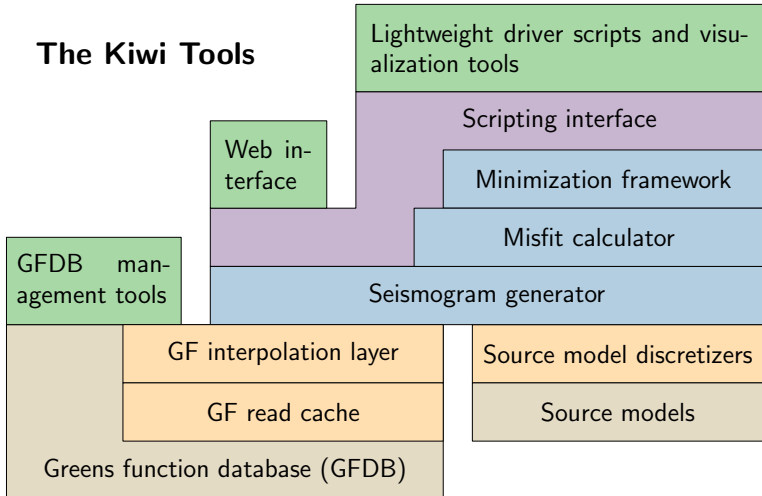 The Kiwi Tools
Lightweight driver scripts and visu-
alization tools
Scripting interface
Web in-
terface
Minimization framework
Misfit calculator
GFDB man-
agement tools
Seismogram generator
GF interpolation layer
Source model discretizers
GF read cache
Source models
Greens function database (GFDB)